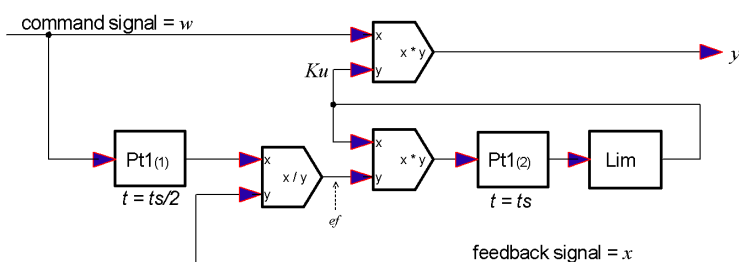 command signal = w
x
x * y
y
y
Ku
Pt1(1)
t = ts/2
x
x / y
y
ef
x
x * y
y
Pt1(2)
t = ts
Lim
feedback signal = x